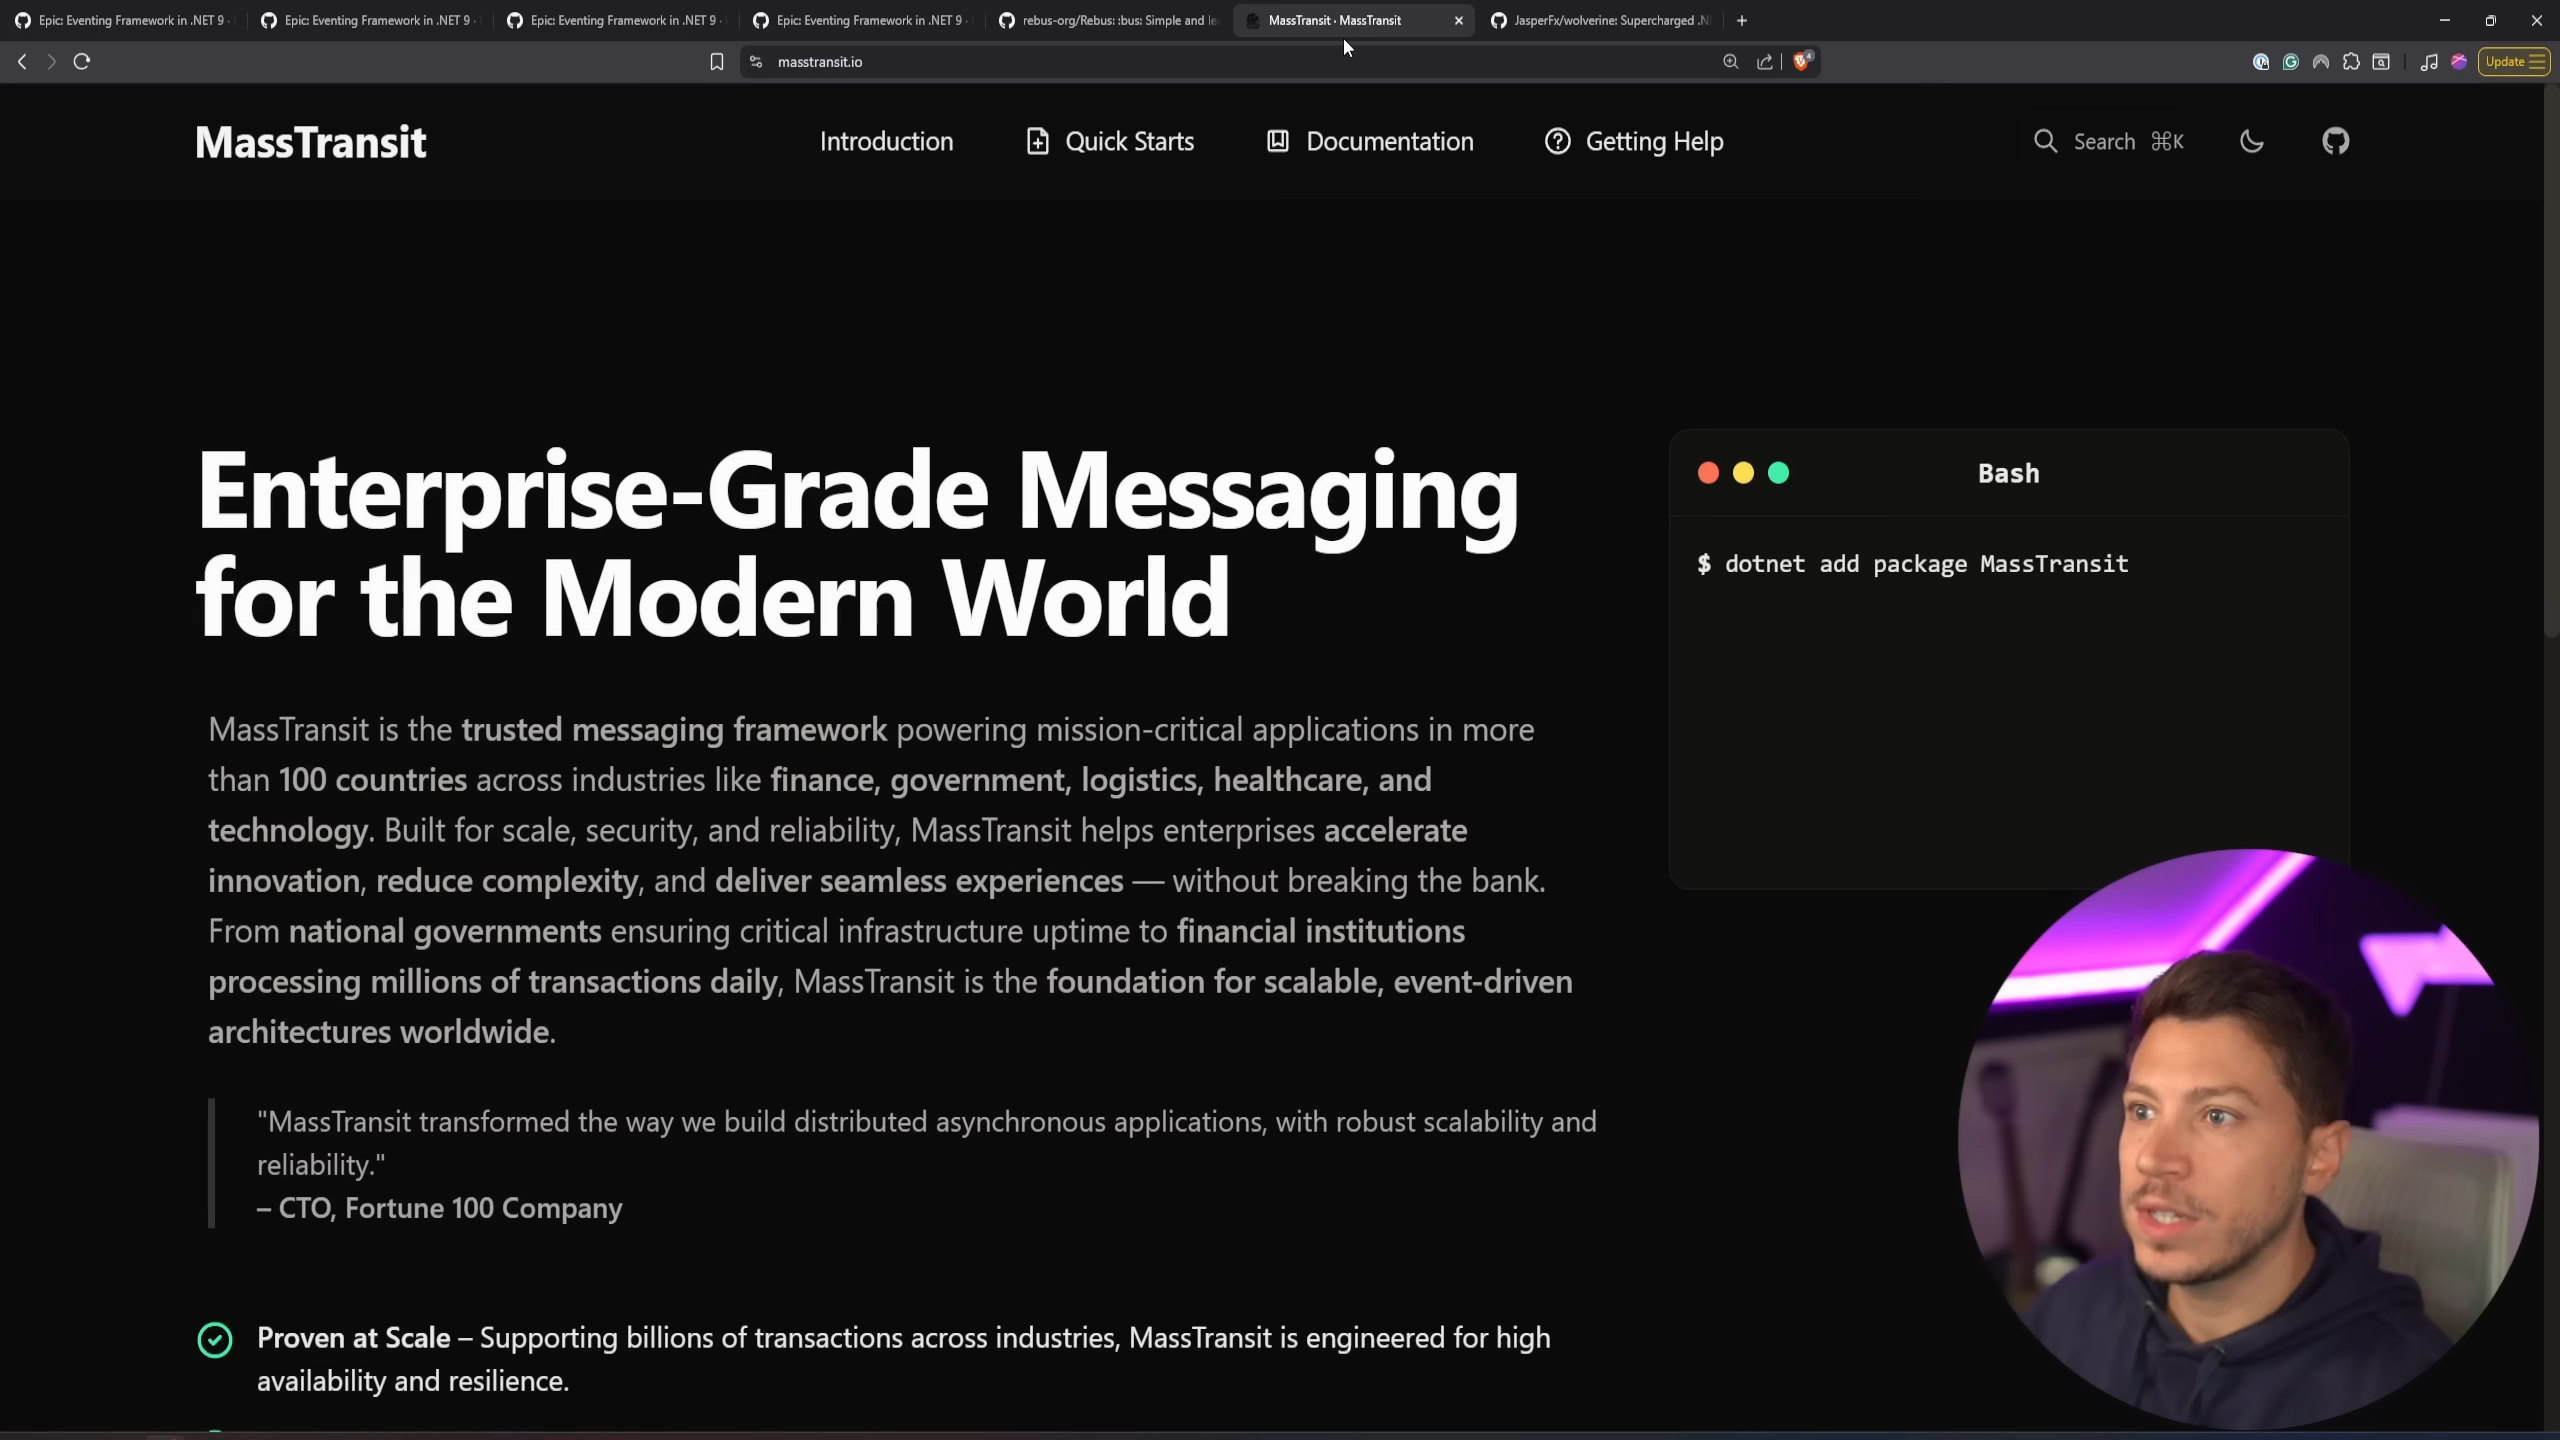 Epic: Eventing Framework in .NET 9 ·
Epic: Eventing Framework in .NET 9 ·
Epic: Eventing Framework in .NET 9 ·
Epic: Eventing Framework in .NET 9 ·
rebus-org/Rebus: :bus: Simple and le
MassTransit · MassTransit
JasperFx/wolverine: Supercharged .N
masstransit.io
4
Update
MassTransit
Introduction
Quick Starts
Documentation
Getting Help
Search ⌘K
Enterprise-Grade Messaging
for the Modern World
Bash
$ dotnet add package MassTransit
MassTransit is the trusted messaging framework powering mission-critical applications in more
than 100 countries across industries like finance, government, logistics, healthcare, and
technology. Built for scale, security, and reliability, MassTransit helps enterprises accelerate
innovation, reduce complexity, and deliver seamless experiences — without breaking the bank.
From national governments ensuring critical infrastructure uptime to financial institutions
processing millions of transactions daily, MassTransit is the foundation for scalable, event-driven
architectures worldwide.
"MassTransit transformed the way we build distributed asynchronous applications, with robust scalability and
reliability."
– CTO, Fortune 100 Company
Proven at Scale – Supporting billions of transactions across industries, MassTransit is engineered for high
availability and resilience.